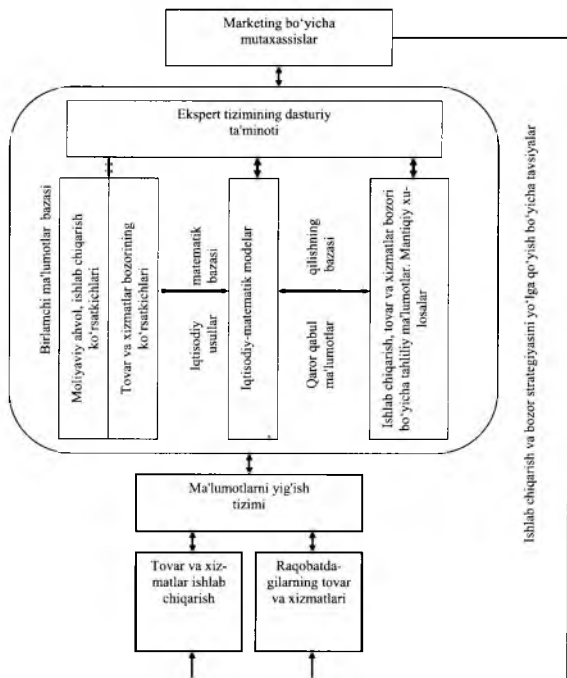 Marketing bo‘yicha
mutaxassislar
Ekspert tizimining dasturiy
ta'minoti
Birlamchi ma'lumotlar bazasi
Moliyaviy ahvol, ishlab chiqarish
ko‘rsatkichlari
Tovar va xizmatlar bozorining
ko‘rsatkichlari
Iqtisodiy matematik
usullar bazasi
Iqtisodiy-matematik modelar
Qaror qabul qilishning
ma'lumotlar bazasi
Ishlab chiqarish, tovar va xizmatlar bozori
bo‘yicha tahliliy ma'lumotlar. Mantiqiy xu-
losalar
Ishlab chiqarish va bozor strategiyasini yo‘lga qo‘yish bo‘yicha tavsiyalar
Ma'lumotlarni yig'ish
tizimi
Tovar va xiz-
matlar ishlab
chiqarish
Raqobatda-
gilarning tovar
va xizmatlari